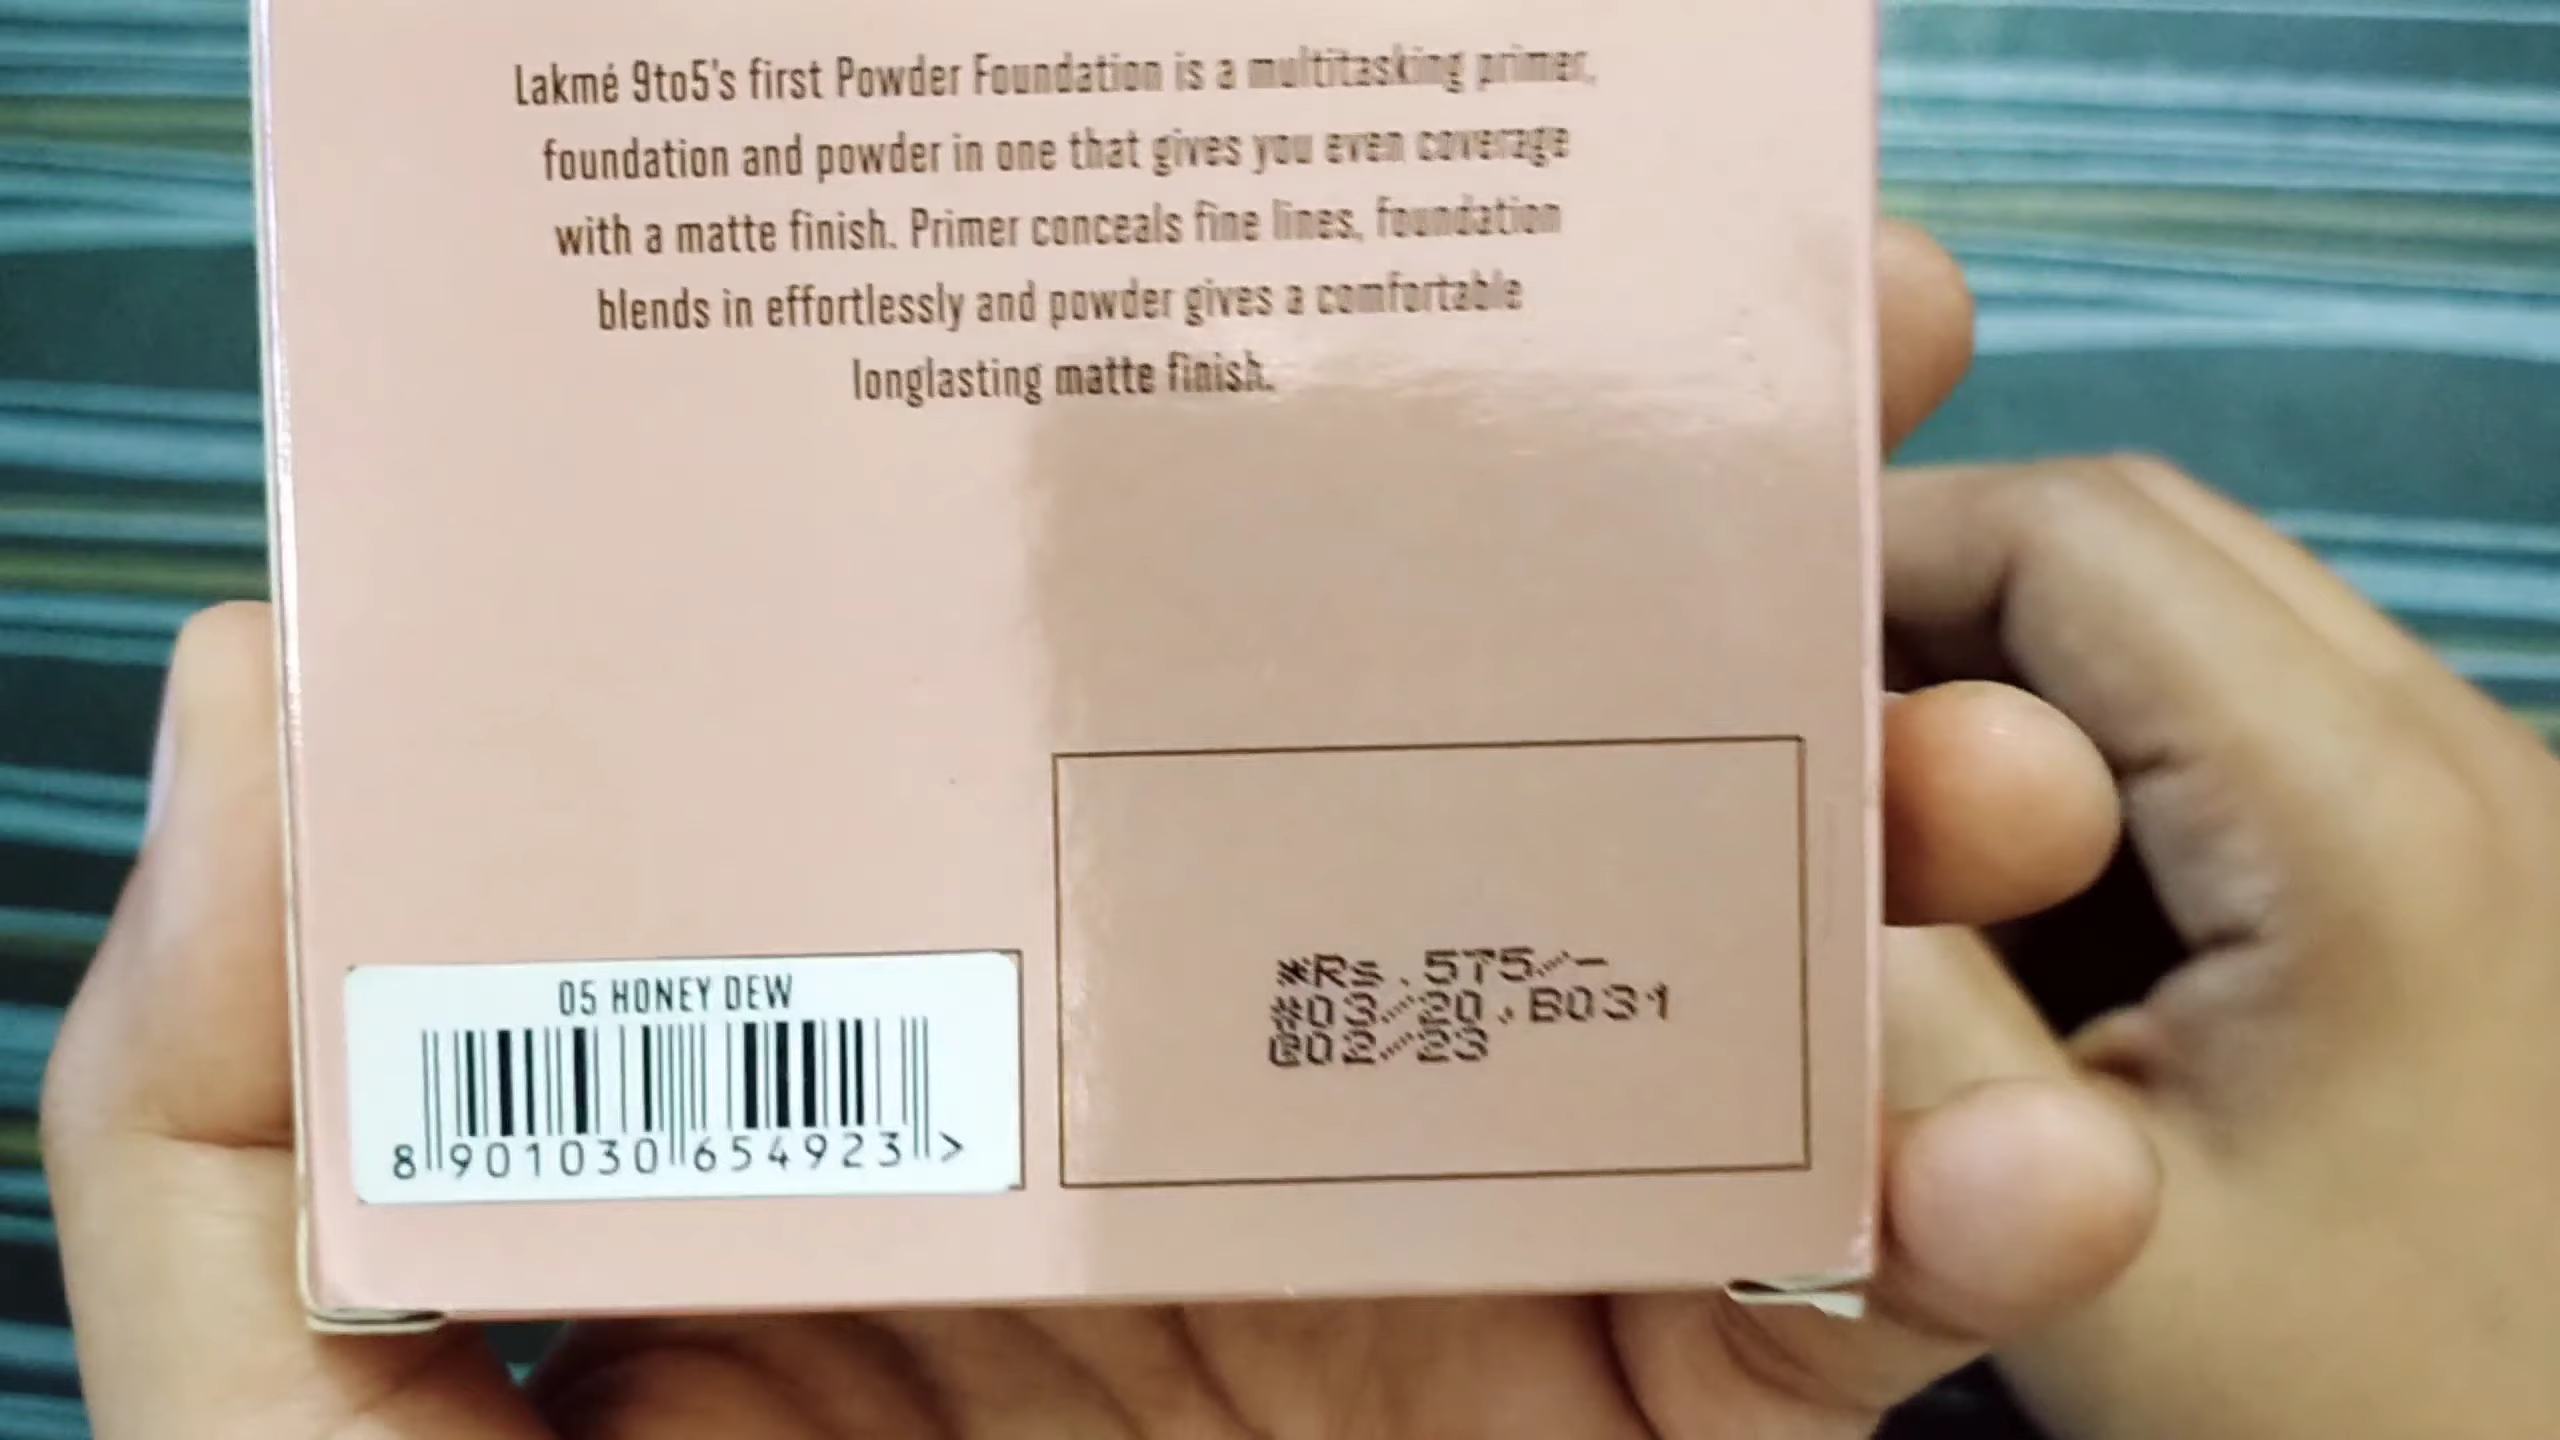 Lakmé 9to5's first Powder Foundation is a multitasking primer,
foundation and powder in one that gives you even coverage
with a matte finish. Primer conceals fine lines, foundation
blends in effortlessly and powder gives a comfortable
longlasting matte finish.
05 HONEY DEW
8 901030 654923 >
*Rs.575/-
#03/20.B031
@02/23